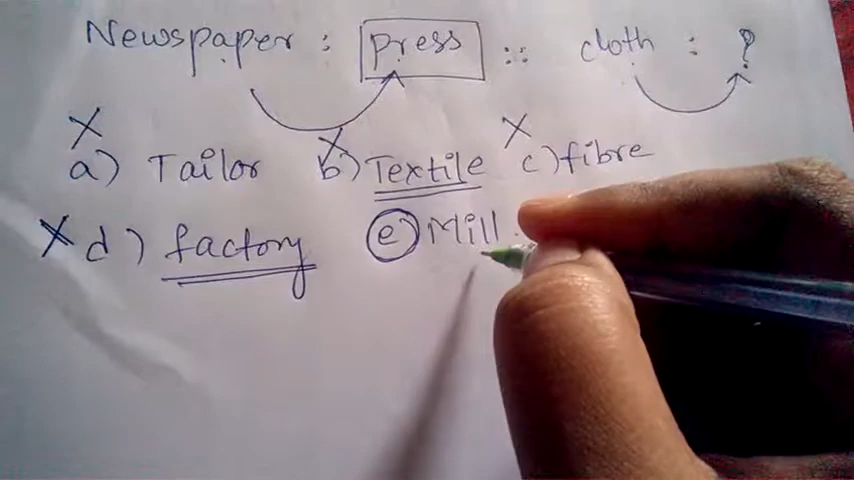 Newspaper : press :: cloth : ?
a) Tailor b) Textile c) fibre
d) factory e) Mill